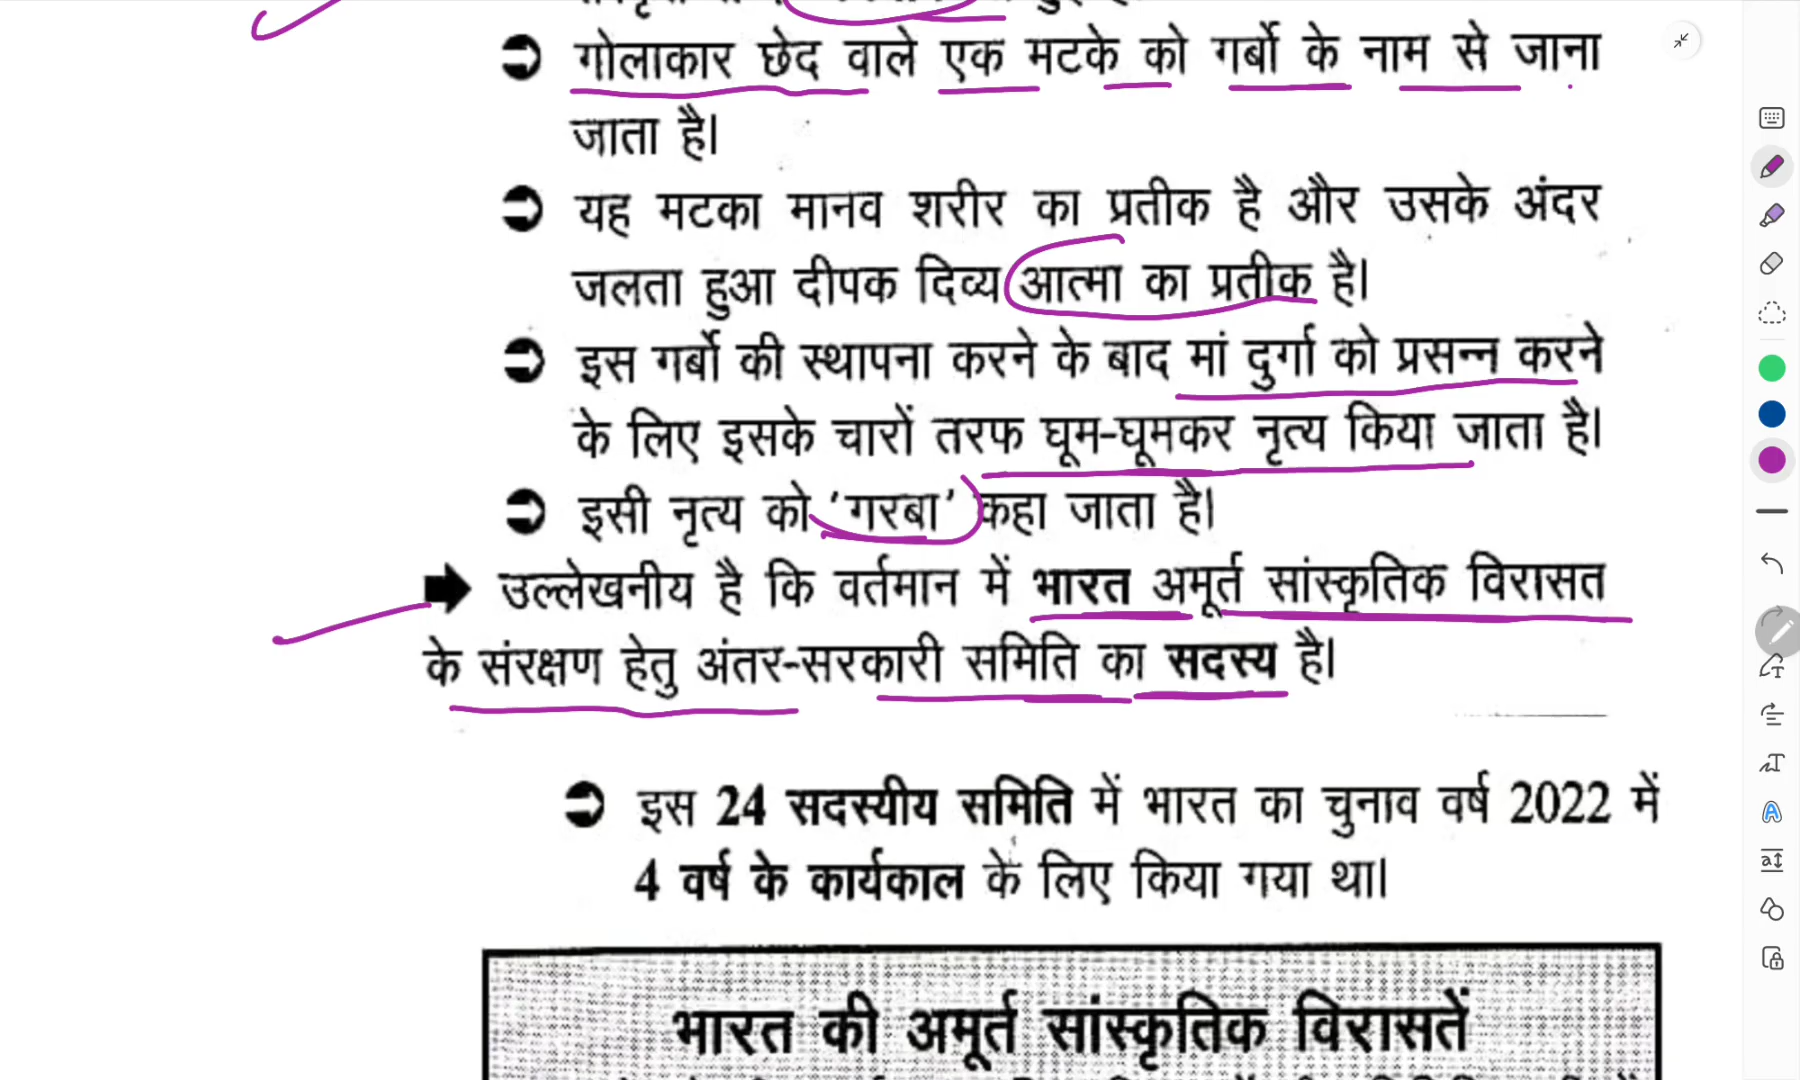 गोलाकार छेद वाले एक मटके को गर्बो के नाम से जाना
जाता है।
यह मटका मानव शरीर का प्रतीक है और उसके अंदर
जलता हुआ दीपक दिव्य आत्मा का प्रतीक है।
इस गर्बो की स्थापना करने के बाद मां दुर्गा को प्रसन्न करने
के लिए इसके चारों तरफ घूम-घूमकर नृत्य किया जाता है।
इसी नृत्य को 'गरबा' कहा जाता है।
उल्लेखनीय है कि वर्तमान में भारत अमूर्त सांस्कृतिक विरासत
के संरक्षण हेतु अंतर-सरकारी समिति का सदस्य है।
इस 24 सदस्यीय समिति में भारत का चुनाव वर्ष 2022 में
4 वर्ष के कार्यकाल के लिए किया गया था।
भारत की अमूर्त सांस्कृतिक विरासतें